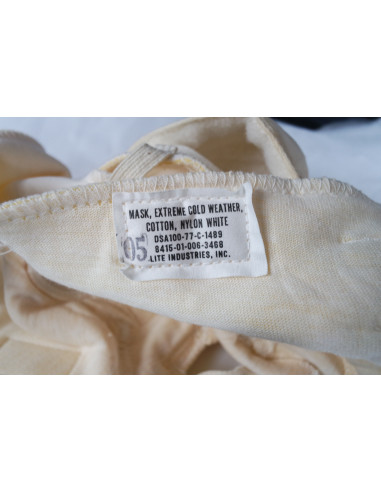 MASK, EXTREME COLD WEATHER,
COTTON, NYLON WHITE
DSA100-77-C-1489
8415-01-006-3468
LITE INDUSTRIES, INC.
05